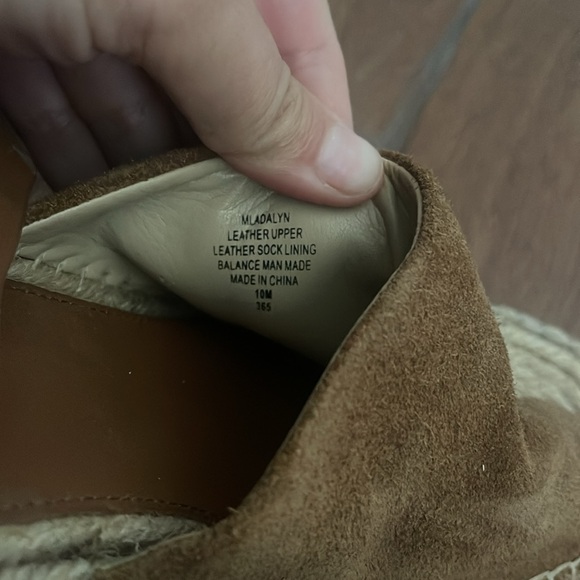 MLADALYN
LEATHER UPPER
LEATHER SOCK LINING
BALANCE MAN MADE
MADE IN CHINA
10M
365